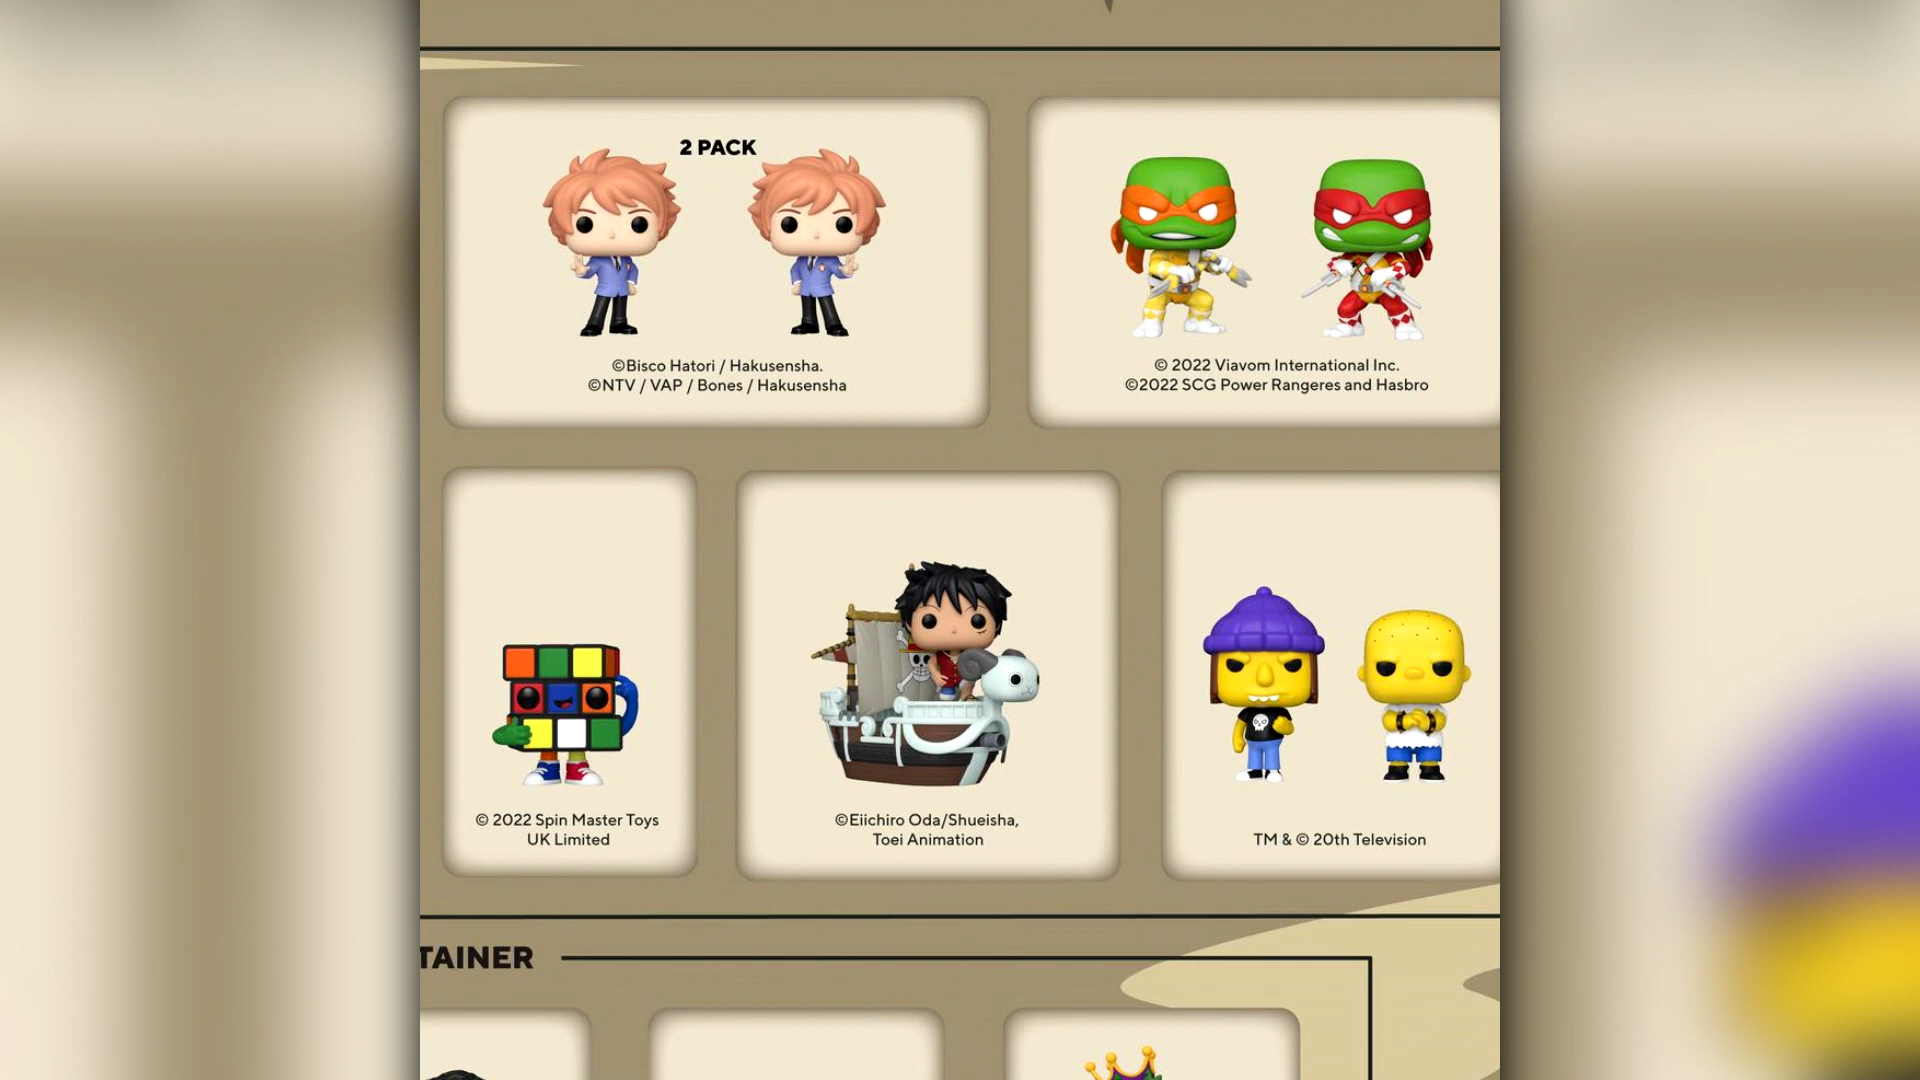 2 PACK
©Bisco Hatori / Hakusensha.
©NTV / VAP / Bones / Hakusensha
© 2022 Viavom International Inc.
©2022 SCG Power Rangeres and Hasbro
© 2022 Spin Master Toys
UK Limited
©Eiichiro Oda/Shueisha,
Toei Animation
TM & © 20th Television
TAINER